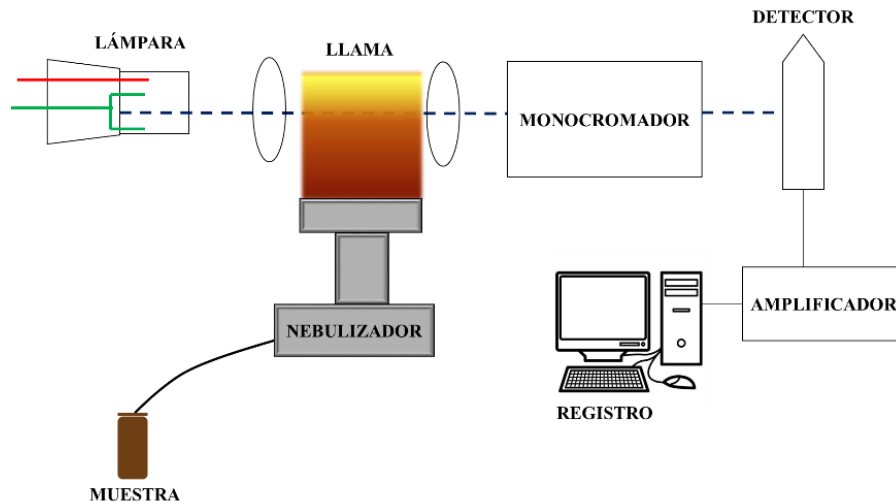 DETECTOR
LÁMPARA
LLAMA
MONOCROMADOR
AMPLIFICADOR
NEBULIZADOR
REGISTRO
MUESTRA